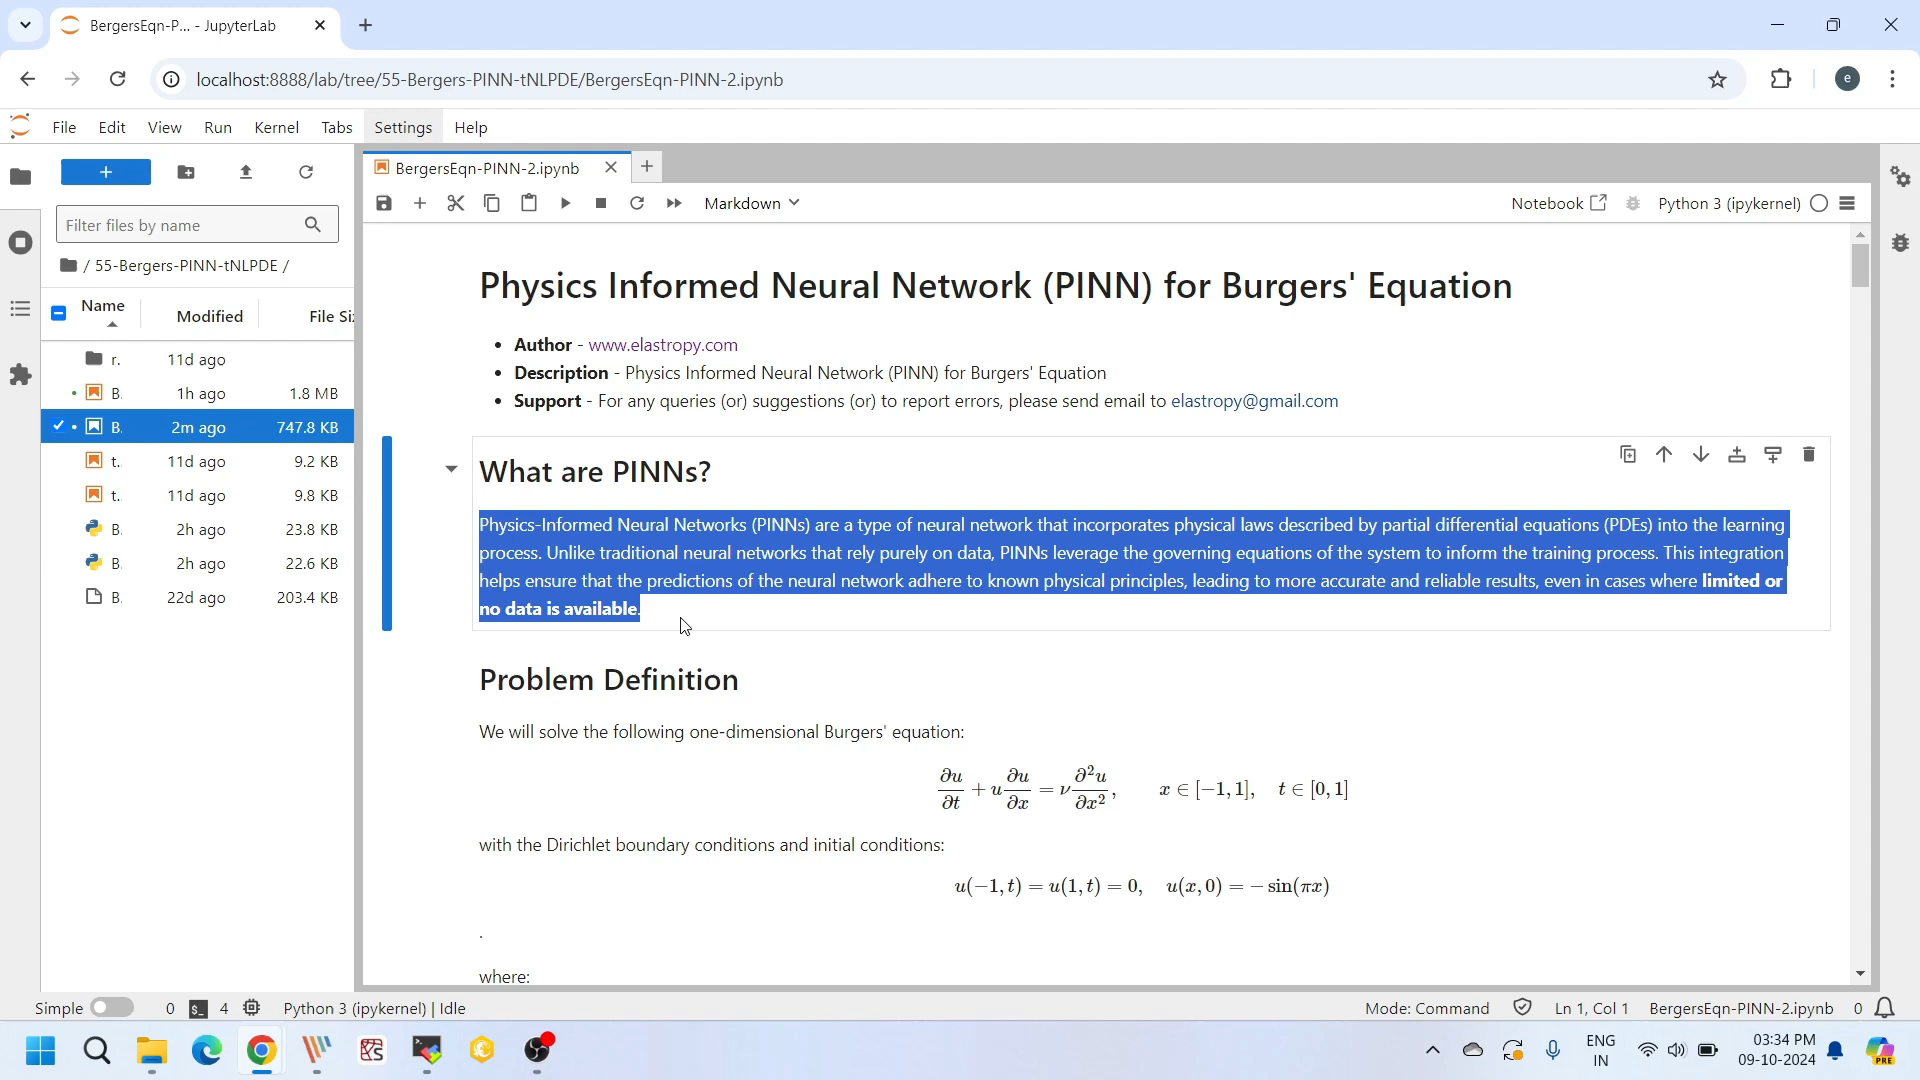 BergersEqn-P... - JupyterLab
localhost:8888/lab/tree/55-Bergers-PINN-tNLPDE/BergersEqn-PINN-2.ipynb
e
File Edit View Run Kernel Tabs Settings Help
BergersEqn-PINN-2.ipynb
Markdown
Notebook
Python 3 (ipykernel)
Filter files by name
/ 55-Bergers-PINN-tNLPDE /
Name Modified File Si
r. 11d ago
B. 1h ago 1.8 MB
B. 2m ago 747.8 KB
t. 11d ago 9.2 KB
t. 11d ago 9.8 KB
B. 2h ago 23.8 KB
B. 2h ago 22.6 KB
B. 22d ago 203.4 KB
Physics Informed Neural Network (PINN) for Burgers' Equation
• Author - www.elastropy.com
• Description - Physics Informed Neural Network (PINN) for Burgers' Equation
• Support - For any queries (or) suggestions (or) to report errors, please send email to elastropy@gmail.com
What are PINNs?
Physics-Informed Neural Networks (PINNs) are a type of neural network that incorporates physical laws described by partial differential equations (PDEs) into the learning
process. Unlike traditional neural networks that rely purely on data, PINNs leverage the governing equations of the system to inform the training process. This integration
helps ensure that the predictions of the neural network adhere to known physical principles, leading to more accurate and reliable results, even in cases where limited or
no data is available.
Problem Definition
We will solve the following one-dimensional Burgers' equation:
∂u/∂t + u ∂u/∂x = ν ∂²u/∂x², x ∈ [−1, 1], t ∈ [0, 1]
with the Dirichlet boundary conditions and initial conditions:
u(−1, t) = u(1, t) = 0, u(x, 0) = − sin(πx)
.
where:
Simple 0 4 Python 3 (ipykernel) | Idle
Mode: Command Ln 1, Col 1 BergersEqn-PINN-2.ipynb 0
ENG
IN
03:34 PM
09-10-2024
PRE